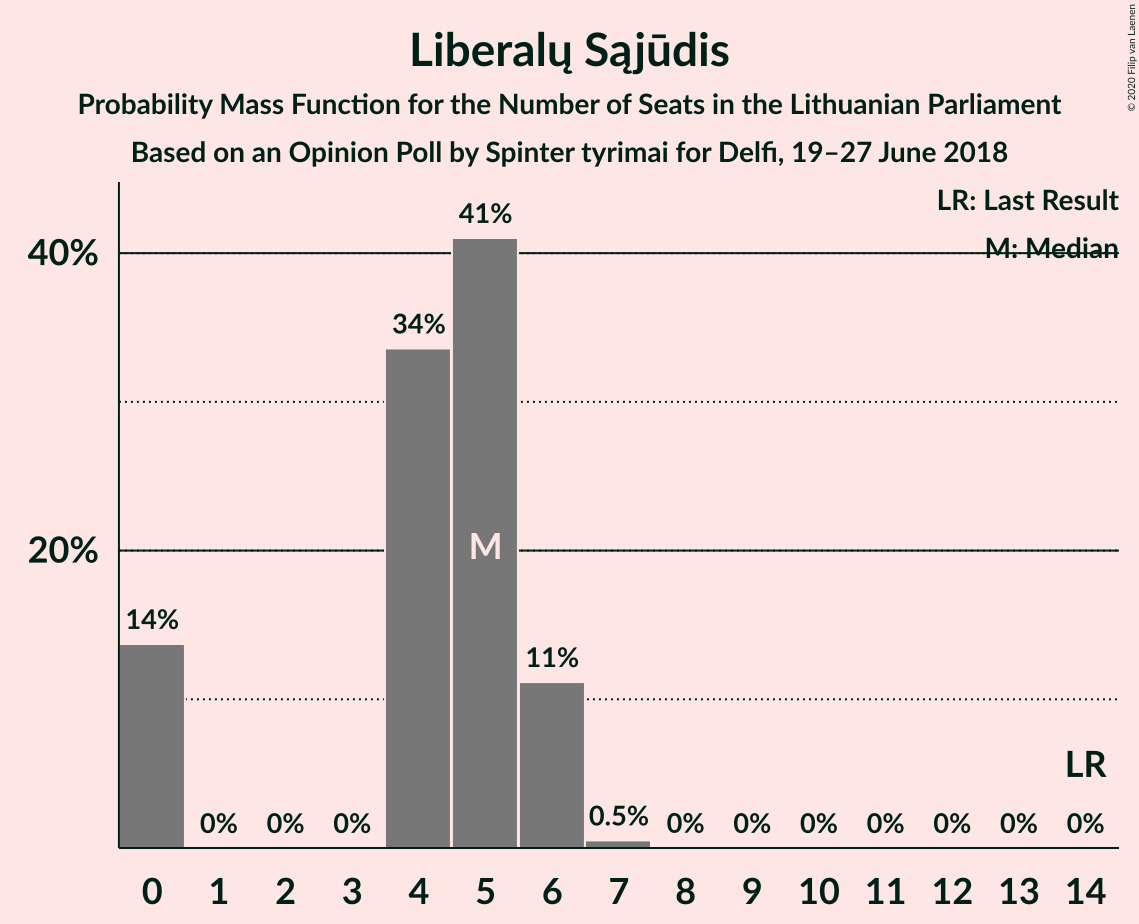 Liberalų Sąjūdis
Probability Mass Function for the Number of Seats in the Lithuanian Parliament
Based on an Opinion Poll by Spinter tyrimai for Delfi, 19–27 June 2018
© 2020 Filip van Laenen
LR: Last Result
M: Median
40%
20%
14%
0%
0%
0%
34%
41%
M
11%
0.5%
0%
0%
0%
0%
0%
0%
0%
LR
0 1 2 3 4 5 6 7 8 9 10 11 12 13 14